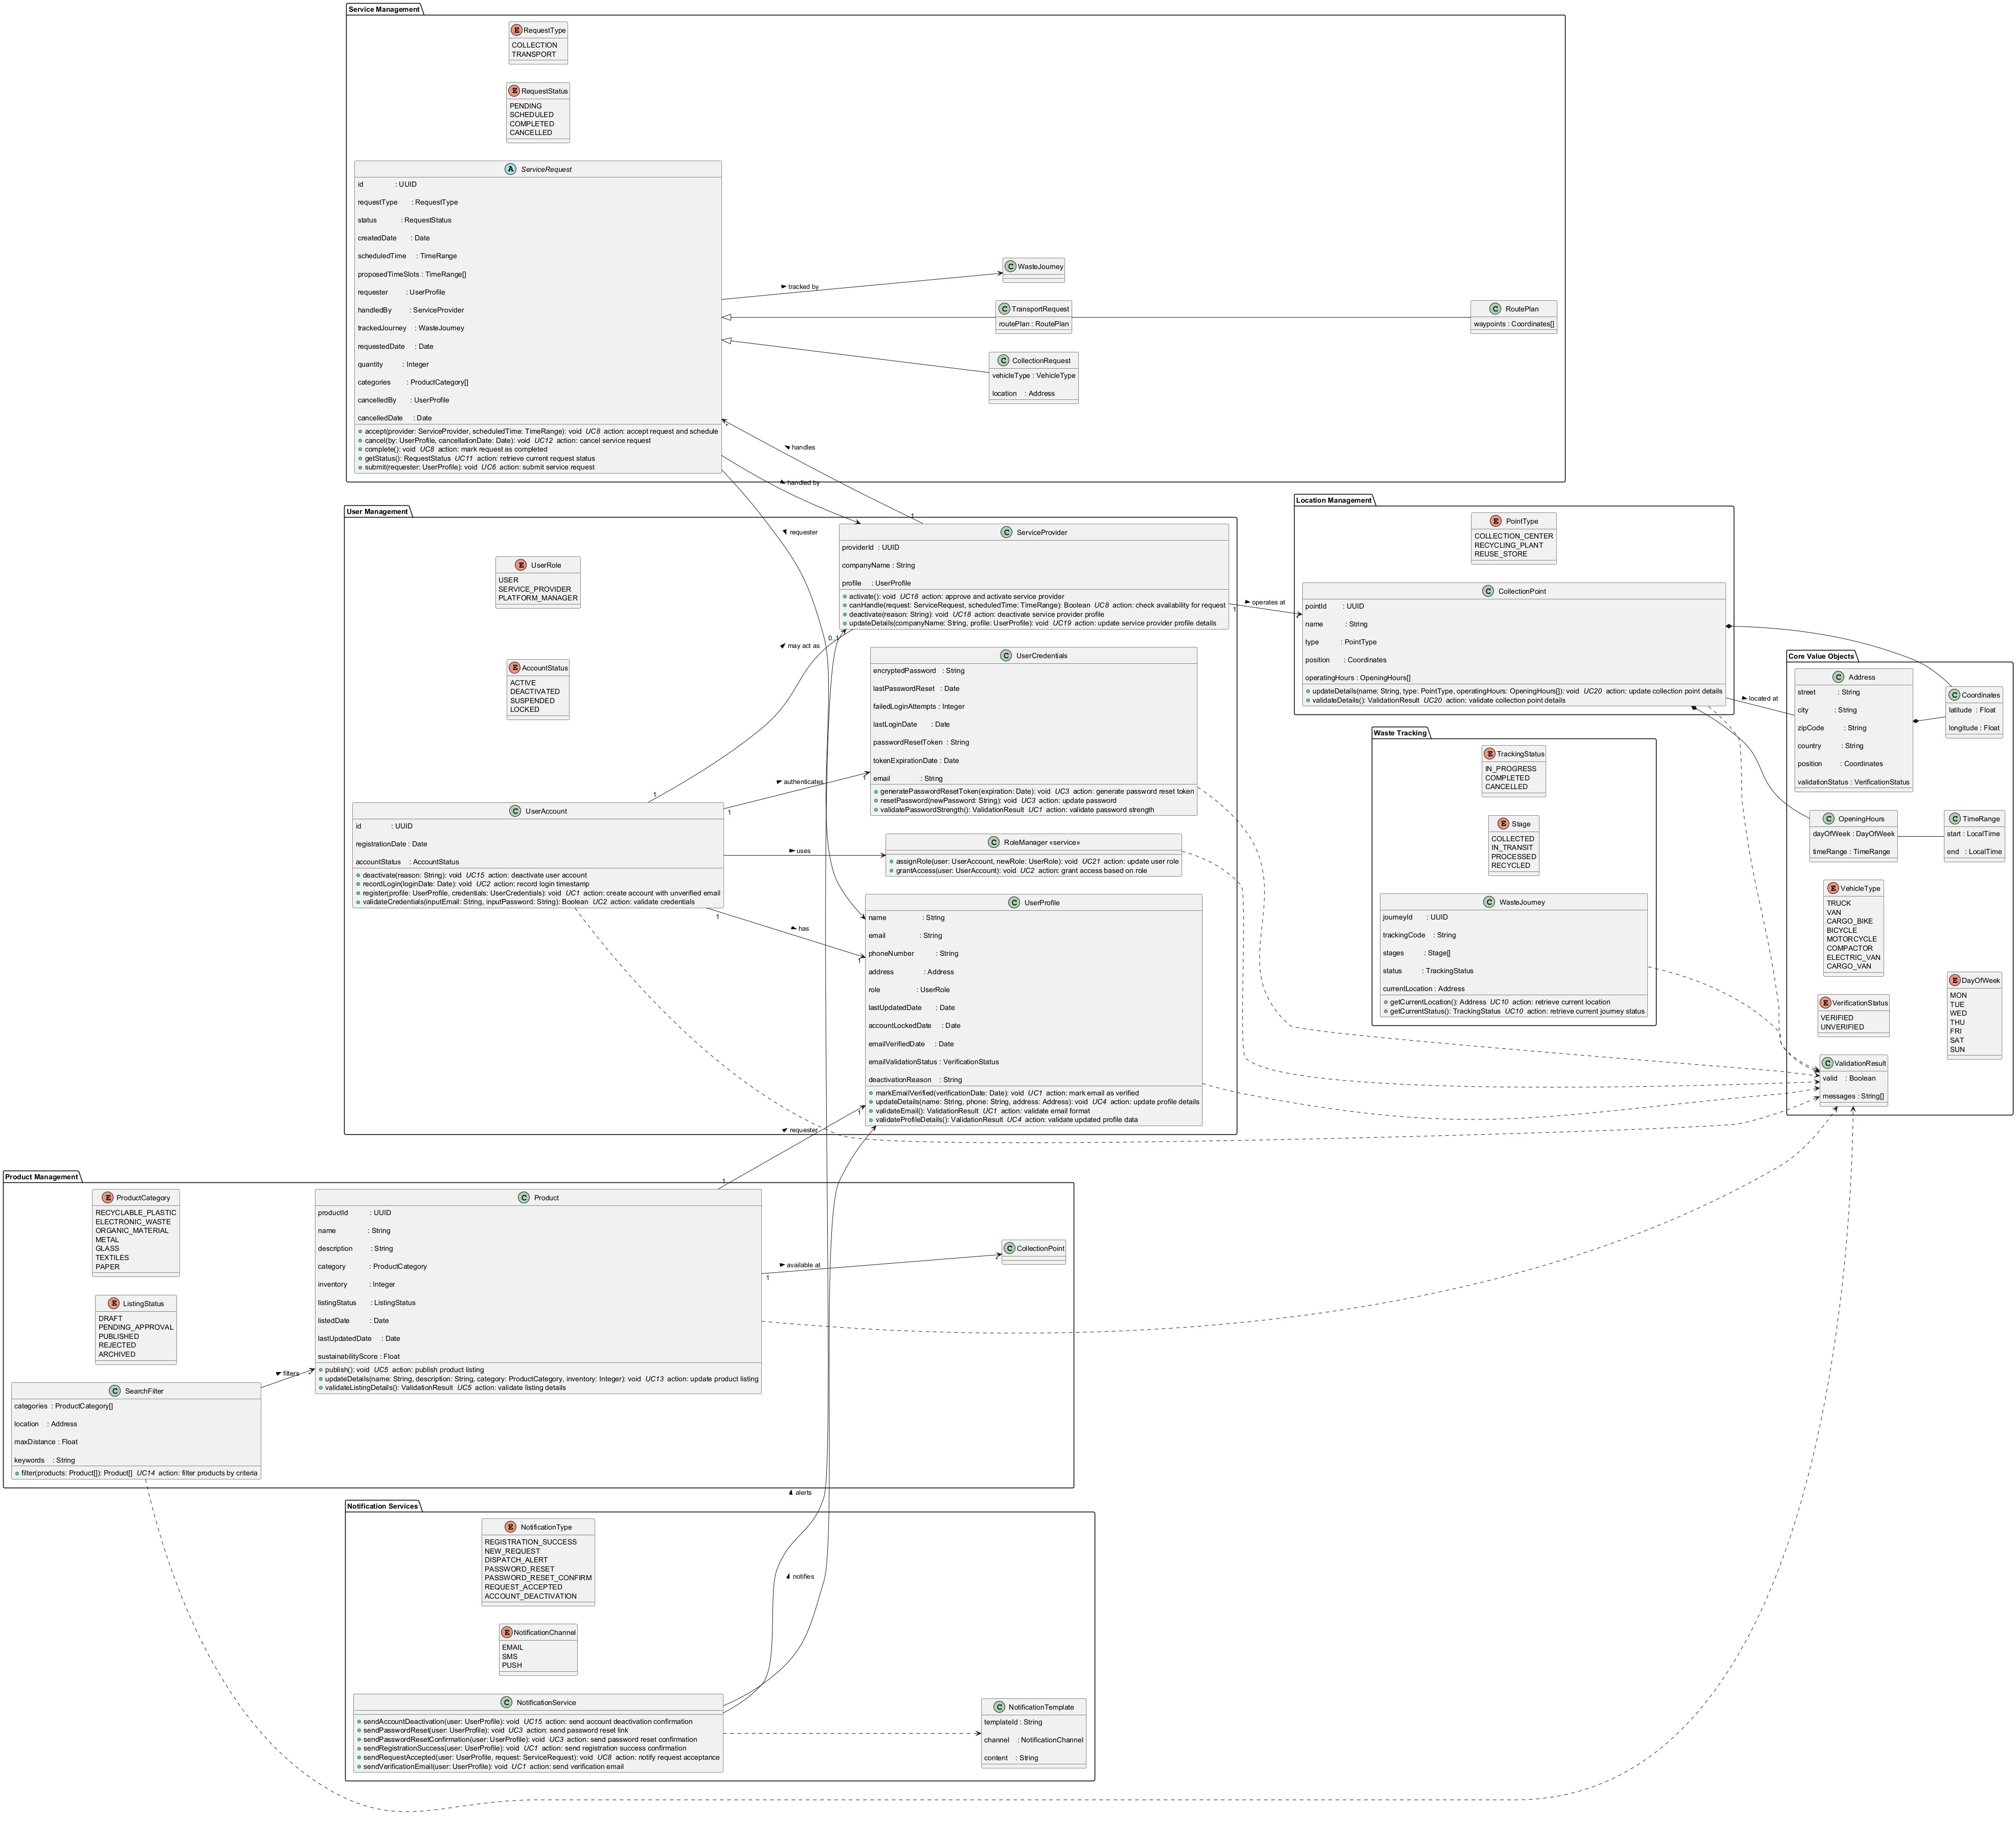 Service Management
E RequestType
COLLECTION
TRANSPORT
E RequestStatus
PENDING
SCHEDULED
COMPLETED
CANCELLED
A ServiceRequest
id : UUID
requestType : RequestType
status : RequestStatus
createdDate : Date
scheduledTime : TimeRange
proposedTimeSlots : TimeRange[]
requester : UserProfile
handledBy : ServiceProvider
trackedJourney : WasteJourney
requestedDate : Date
quantity : Integer
categories : ProductCategory[]
cancelledBy : UserProfile
cancelledDate : Date
accept(provider: ServiceProvider, scheduledTime: TimeRange): void UC8 action: accept request and schedule
cancel(by: UserProfile, cancellationDate: Date): void UC12 action: cancel service request
complete(): void UC8 action: mark request as completed
getStatus(): RequestStatus UC11 action: retrieve current request status
submit(requester: UserProfile): void UC6 action: submit service request
tracked by
C WasteJourney
C TransportRequest
routePlan : RoutePlan
C RoutePlan
waypoints : Coordinates[]
C CollectionRequest
vehicleType : VehicleType
location : Address
*
handles
handled by
requester
User Management
E UserRole
USER
SERVICE_PROVIDER
PLATFORM_MANAGER
E AccountStatus
ACTIVE
DEACTIVATED
SUSPENDED
LOCKED
1
C ServiceProvider
providerId : UUID
companyName : String
profile : UserProfile
activate(): void UC18 action: approve and activate service provider
canHandle(request: ServiceRequest, scheduledTime: TimeRange): Boolean UC8 action: check availability for request
deactivate(reason: String): void UC18 action: deactivate service provider profile
updateDetails(companyName: String, profile: UserProfile): void UC19 action: update service provider profile details
0..1
may act as
1
operates at
*
C UserCredentials
encryptedPassword : String
lastPasswordReset : Date
failedLoginAttempts : Integer
lastLoginDate : Date
passwordResetToken : String
tokenExpirationDate : Date
email : String
generatePasswordResetToken(expiration: Date): void UC3 action: generate password reset token
resetPassword(newPassword: String): void UC3 action: update password
validatePasswordStrength(): ValidationResult UC1 action: validate password strength
1
authenticates
1
1
C UserAccount
id : UUID
registrationDate : Date
accountStatus : AccountStatus
deactivate(reason: String): void UC15 action: deactivate user account
recordLogin(loginDate: Date): void UC2 action: record login timestamp
register(profile: UserProfile, credentials: UserCredentials): void UC1 action: create account with unverified email
validateCredentials(inputEmail: String, inputPassword: String): Boolean UC2 action: validate credentials
uses
C RoleManager «service»
assignRole(user: UserAccount, newRole: UserRole): void UC21 action: update user role
grantAccess(user: UserAccount): void UC2 action: grant access based on role
1
has
1
C UserProfile
name : String
email : String
phoneNumber : String
address : Address
role : UserRole
lastUpdatedDate : Date
accountLockedDate : Date
emailVerifiedDate : Date
emailValidationStatus : VerificationStatus
deactivationReason : String
markEmailVerified(verificationDate: Date): void UC1 action: mark email as verified
updateDetails(name: String, phone: String, address: Address): void UC4 action: update profile details
validateEmail(): ValidationResult UC1 action: validate email format
validateProfileDetails(): ValidationResult UC4 action: validate updated profile data
1
requester
Location Management
E PointType
COLLECTION_CENTER
RECYCLING_PLANT
REUSE_STORE
C CollectionPoint
pointId : UUID
name : String
type : PointType
position : Coordinates
operatingHours : OpeningHours[]
updateDetails(name: String, type: PointType, operatingHours: OpeningHours[]): void UC20 action: update collection point details
validateDetails(): ValidationResult UC20 action: validate collection point details
located at
Waste Tracking
E TrackingStatus
IN_PROGRESS
COMPLETED
CANCELLED
E Stage
COLLECTED
IN_TRANSIT
PROCESSED
RECYCLED
C WasteJourney
journeyId : UUID
trackingCode : String
stages : Stage[]
status : TrackingStatus
currentLocation : Address
getCurrentLocation(): Address UC10 action: retrieve current location
getCurrentStatus(): TrackingStatus UC10 action: retrieve current journey status
Core Value Objects
C Address
street : String
city : String
zipCode : String
country : String
position : Coordinates
validationStatus : VerificationStatus
C Coordinates
latitude : Float
longitude : Float
C OpeningHours
dayOfWeek : DayOfWeek
timeRange : TimeRange
C TimeRange
start : LocalTime
end : LocalTime
E VehicleType
TRUCK
VAN
CARGO_BIKE
BICYCLE
MOTORCYCLE
COMPACTOR
ELECTRIC_VAN
CARGO_VAN
E VerificationStatus
VERIFIED
UNVERIFIED
E DayOfWeek
MON
TUE
WED
THU
FRI
SAT
SUN
C ValidationResult
valid : Boolean
messages : String[]
Product Management
E ProductCategory
RECYCLABLE_PLASTIC
ELECTRONIC_WASTE
ORGANIC_MATERIAL
METAL
GLASS
TEXTILES
PAPER
E ListingStatus
DRAFT
PENDING_APPROVAL
PUBLISHED
REJECTED
ARCHIVED
C SearchFilter
categories : ProductCategory[]
location : Address
maxDistance : Float
keywords : String
filter(products: Product[]): Product[] UC14 action: filter products by criteria
filters
*
1
C Product
productId : UUID
name : String
description : String
category : ProductCategory
inventory : Integer
listingStatus : ListingStatus
listedDate : Date
lastUpdatedDate : Date
sustainabilityScore : Float
publish(): void UC5 action: publish product listing
updateDetails(name: String, description: String, category: ProductCategory, inventory: Integer): void UC13 action: update product listing
validateListingDetails(): ValidationResult UC5 action: validate listing details
1
available at
*
C CollectionPoint
alerts
Notification Services
E NotificationType
REGISTRATION_SUCCESS
NEW_REQUEST
DISPATCH_ALERT
PASSWORD_RESET
PASSWORD_RESET_CONFIRM
REQUEST_ACCEPTED
ACCOUNT_DEACTIVATION
notifies
E NotificationChannel
EMAIL
SMS
PUSH
C NotificationService
sendAccountDeactivation(user: UserProfile): void UC15 action: send account deactivation confirmation
sendPasswordReset(user: UserProfile): void UC3 action: send password reset link
sendPasswordResetConfirmation(user: UserProfile): void UC3 action: send password reset confirmation
sendRegistrationSuccess(user: UserProfile): void UC1 action: send registration success confirmation
sendRequestAccepted(user: UserProfile, request: ServiceRequest): void UC8 action: notify request acceptance
sendVerificationEmail(user: UserProfile): void UC1 action: send verification email
C NotificationTemplate
templateId : String
channel : NotificationChannel
content : String